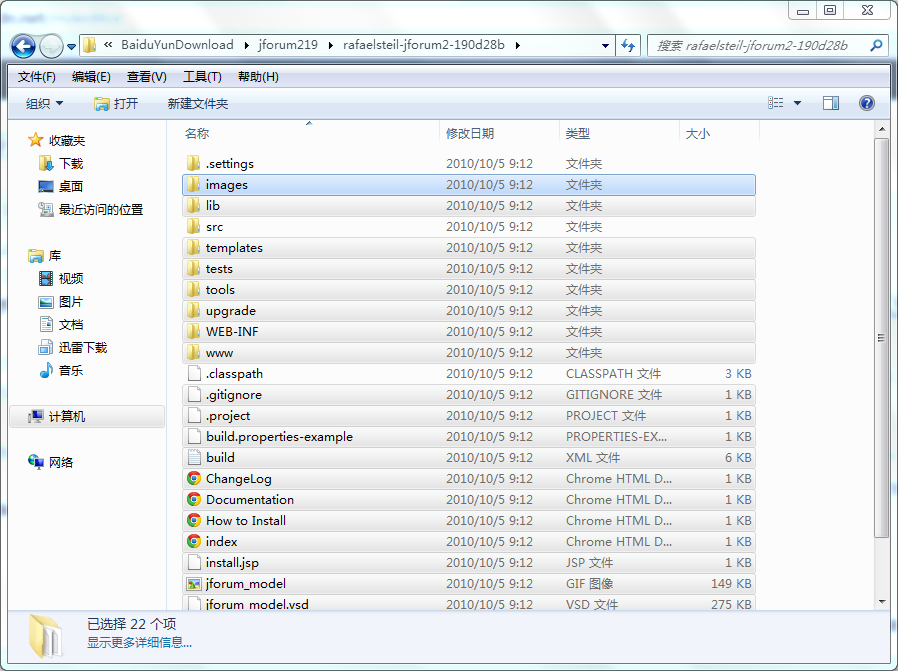 « BaiduYunDownload ▸ jforum219 ▸ rafaelsteil-jforum2-190d28b ▸
搜索 rafaelsteil-jforum2-190d28b
文件(F) 编辑(E) 查看(V) 工具(T) 帮助(H)
组织 打开 新建文件夹
收藏夹
下载
桌面
最近访问的位置
库
视频
图片
文档
迅雷下载
音乐
计算机
网络
名称 修改日期 类型 大小
.settings 2010/10/5 9:12 文件夹
images 2010/10/5 9:12 文件夹
lib 2010/10/5 9:12 文件夹
src 2010/10/5 9:12 文件夹
templates 2010/10/5 9:12 文件夹
tests 2010/10/5 9:12 文件夹
tools 2010/10/5 9:12 文件夹
upgrade 2010/10/5 9:12 文件夹
WEB-INF 2010/10/5 9:12 文件夹
www 2010/10/5 9:12 文件夹
.classpath 2010/10/5 9:12 CLASSPATH 文件 3 KB
.gitignore 2010/10/5 9:12 GITIGNORE 文件 1 KB
.project 2010/10/5 9:12 PROJECT 文件 1 KB
build.properties-example 2010/10/5 9:12 PROPERTIES-EX... 1 KB
build 2010/10/5 9:12 XML 文件 6 KB
ChangeLog 2010/10/5 9:12 Chrome HTML D... 1 KB
Documentation 2010/10/5 9:12 Chrome HTML D... 1 KB
How to Install 2010/10/5 9:12 Chrome HTML D... 1 KB
index 2010/10/5 9:12 Chrome HTML D... 1 KB
install.jsp 2010/10/5 9:12 JSP 文件 1 KB
jforum_model 2010/10/5 9:12 GIF 图像 149 KB
jforum_model.vsd 2010/10/5 9:12 VSD 文件 275 KB
已选择 22 个项
显示更多详细信息...